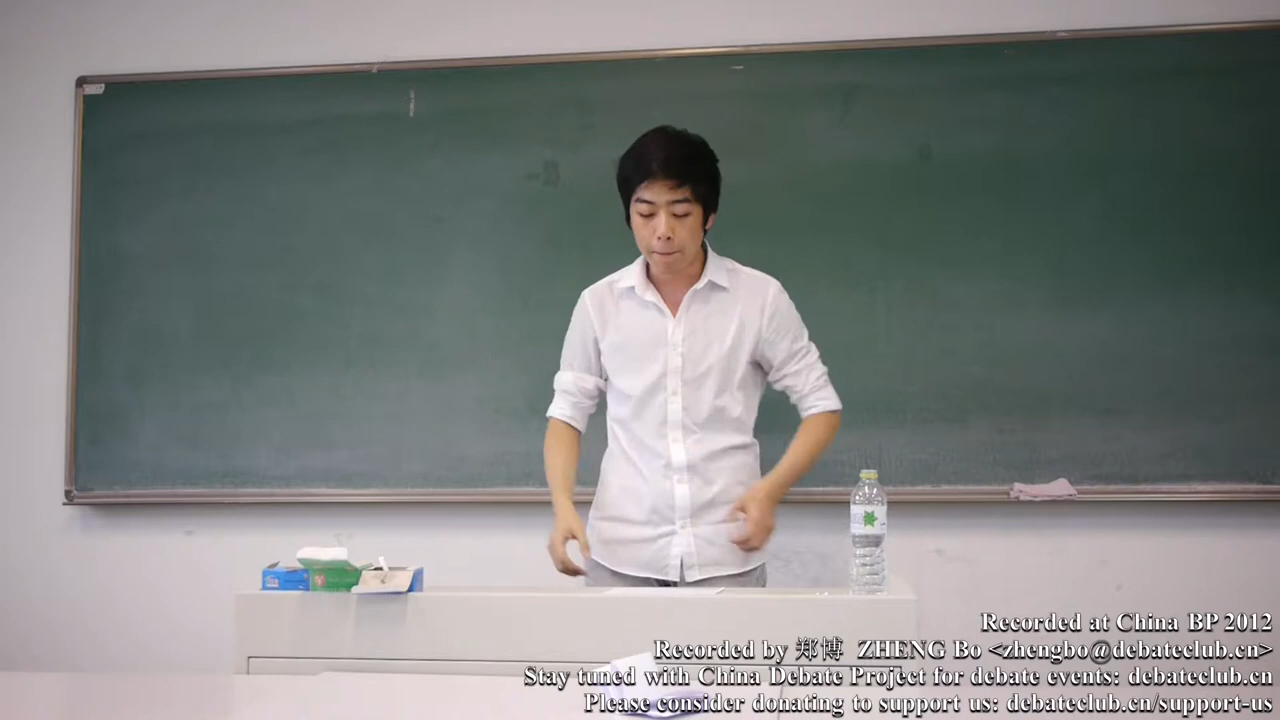 Recorded at China BP 2012
Recorded by 郑博 ZHENG Bo <zhengbo@debateclub.cn>
Stay tuned with China Debate Project for debate events: debateclub.cn
Please consider donating to support us: debateclub.cn/support-us